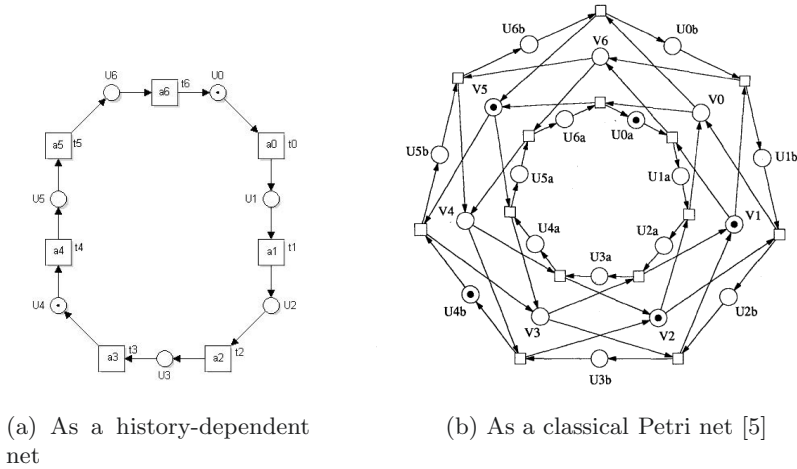 U6
t6
U0
a6
a5
t5
a0
t0
U5
U1
a4
t4
a1
t1
U4
U2
a3
t3
U3
a2
t2
U6b
U0b
V6
V5
V0
U6a
U0a
U5b
U1b
U5a
U1a
V4
V1
U4a
U2a
U3a
U4b
U2b
V3
V2
U3b
(a) As a history-dependent
net
(b) As a classical Petri net [5]